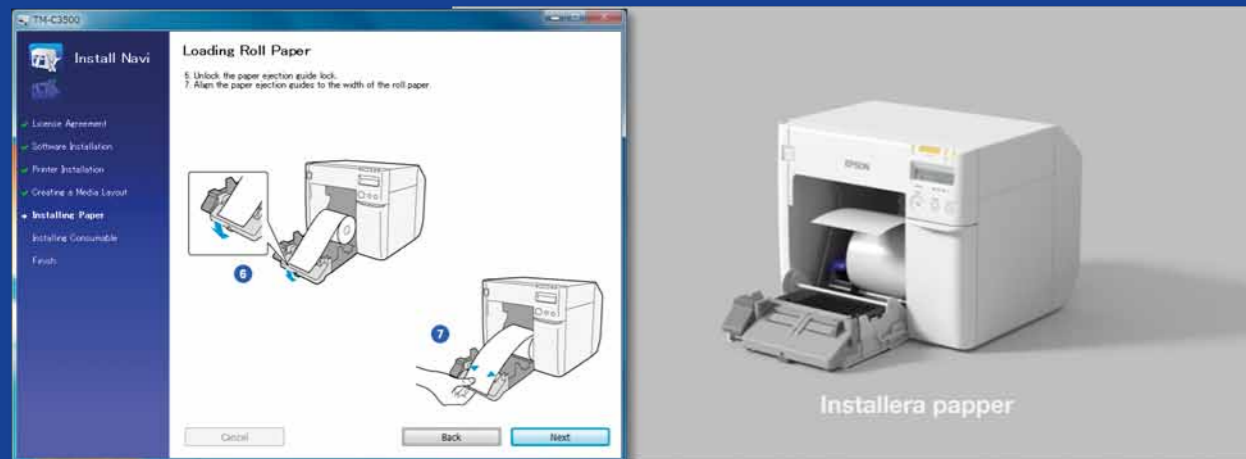 TM-C3500
Install Navi
License Agreement
Software Installation
Printer Installation
Creating a Media Layout
Installing Paper
Installing Consumable
Finish
Loading Roll Paper
6. Unlock the paper ejection guide lock.
7. Align the paper ejection guides to the width of the roll paper.
6
7
Cancel
Back
Next
EPSON
Installera papper